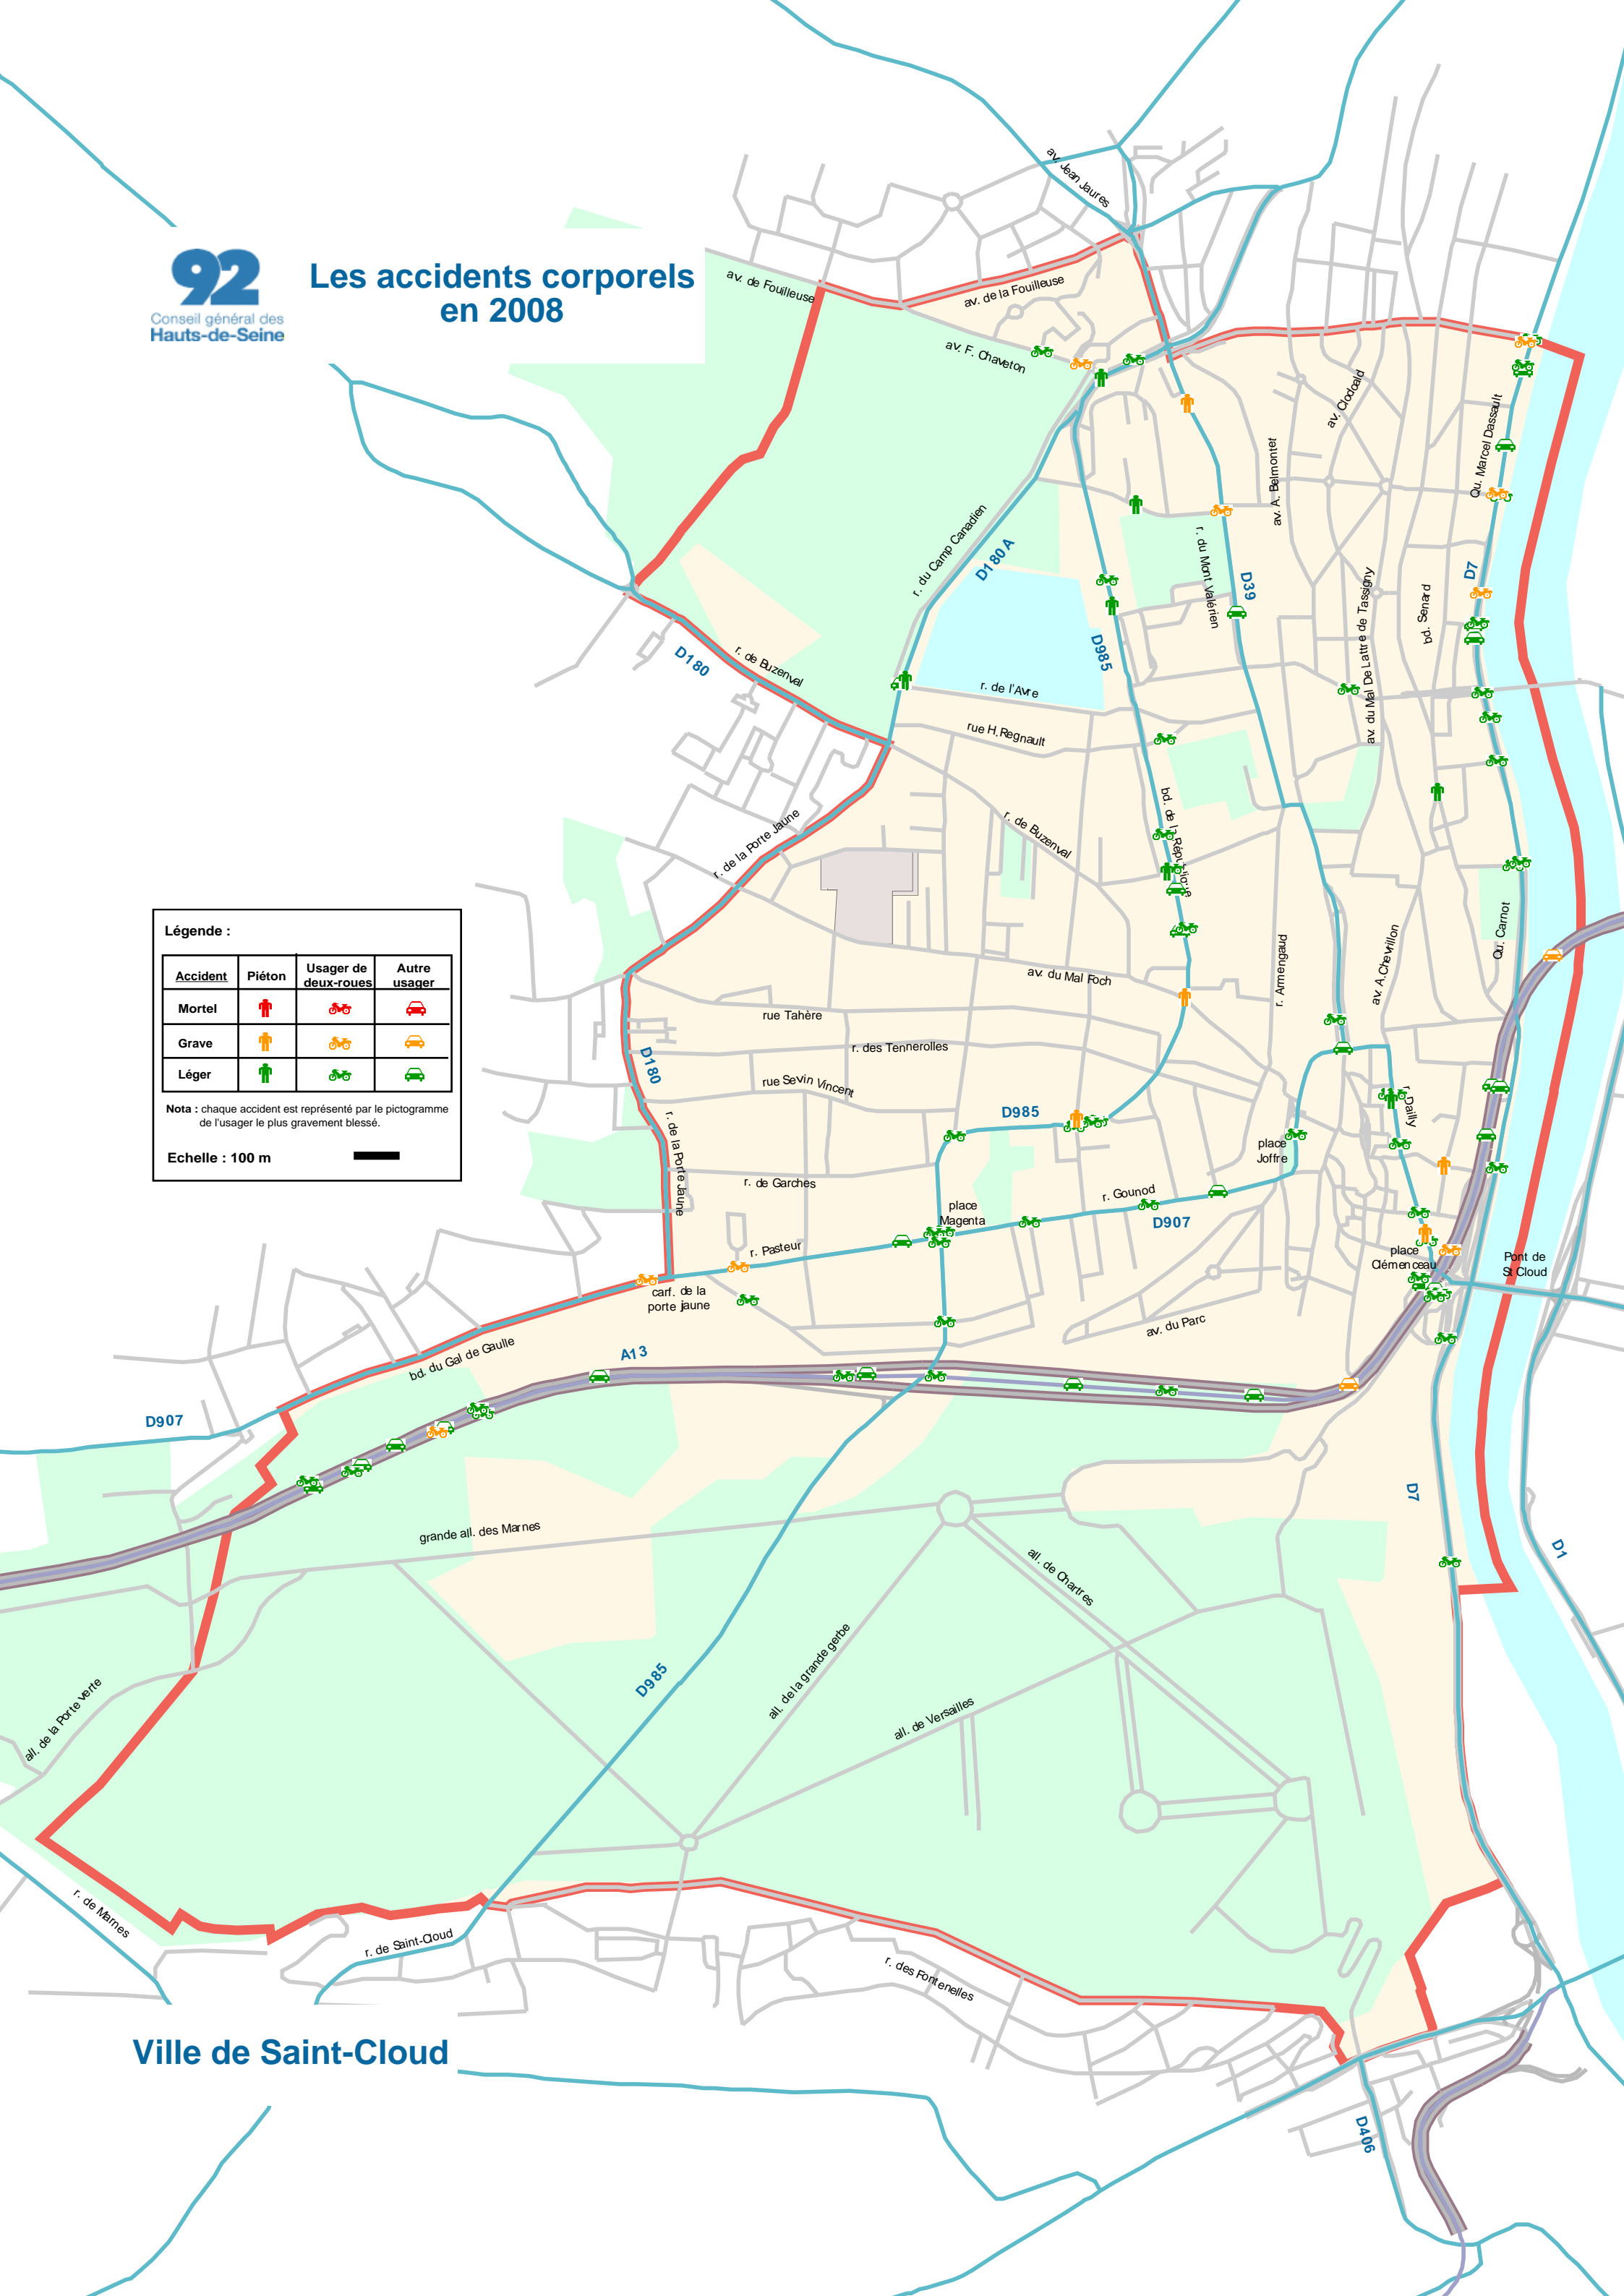 av. Jean Jaures
92
Conseil général des
Hauts-de-Seine
Les accidents corporels
en 2008
av. de Fouilleuse
av. de la Fouilleuse
av. F. Chaveton
av. Clodoald
Qu. Marcel Dassault
av. A. Belmontet
r. du Camp Canadien
D180 A
r. du Mont Valérien
D39
D7
av. du Mal De Lattre de Tassigny
bd. Senard
D985
D180
r. de Buzenval
r. de l'Avre
rue H.Regnault
bd. de la République
r. de Buzenval
r. de la Porte Jaune
Qu. Carnot
av. A.Chevrillon
r. Armengaud
av. du Mal Foch
rue Tahère
r. des Tennerolles
rue Sevin Vincent
D180
r. de la Porte Jaune
D985
r. Dailly
place
Joffre
r. de Garches
r. Gounod
place
Magenta
D907
r. Pasteur
place
Clémenceau
Pont de
St Cloud
carf. de la
porte jaune
av. du Parc
bd. du Gal de Gaulle
A13
D907
Légende :
Accident Piéton Usager de deux-roues Autre usager
Mortel
Grave
Léger
Nota : chaque accident est représenté par le pictogramme
de l'usager le plus gravement blessé.
Echelle : 100 m
D7
D1
grande all. des Marnes
all. de Chartres
all. de la grande gerbe
D985
all. de Versailles
all. de la Porte verte
r. de Marnes
r. de Saint-Cloud
r. des Fontenelles
Ville de Saint-Cloud
D406